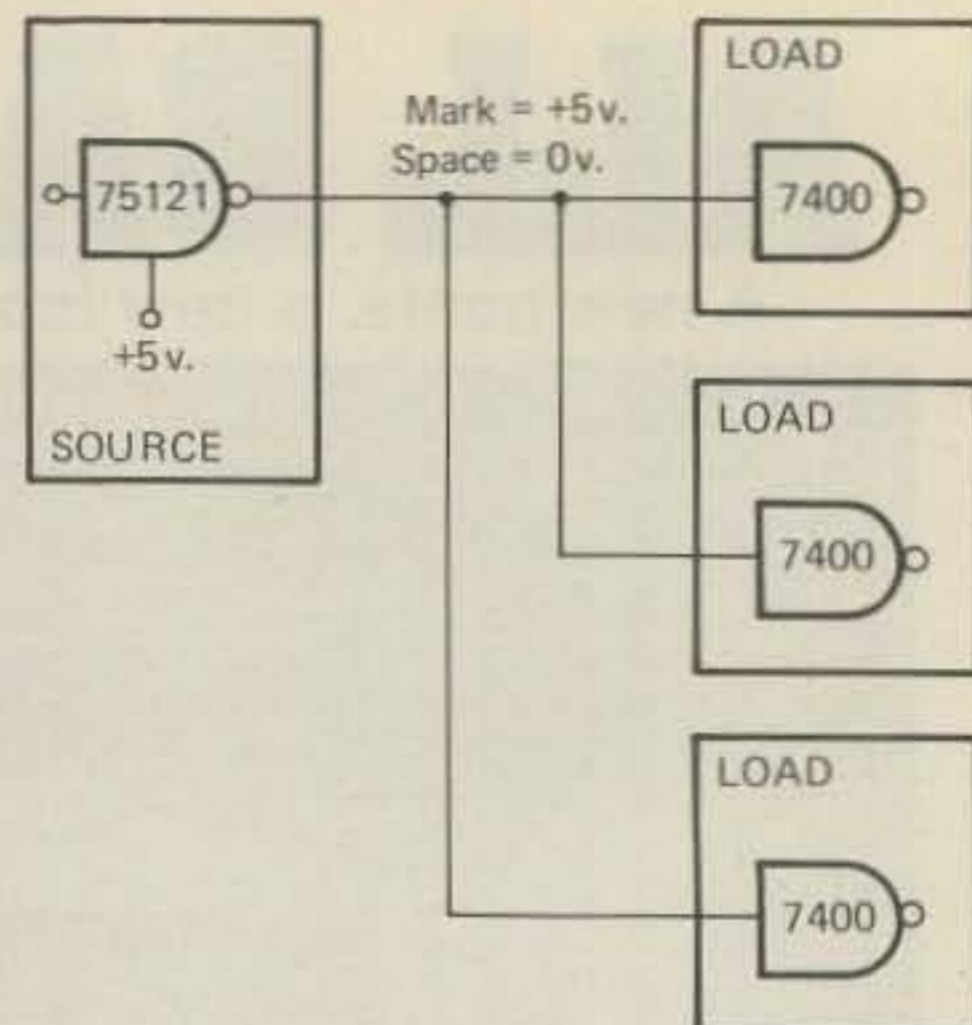 LOAD
Mark = +5v.
Space = 0v.
75121
7400
+5v.
SOURCE
LOAD
7400
LOAD
7400